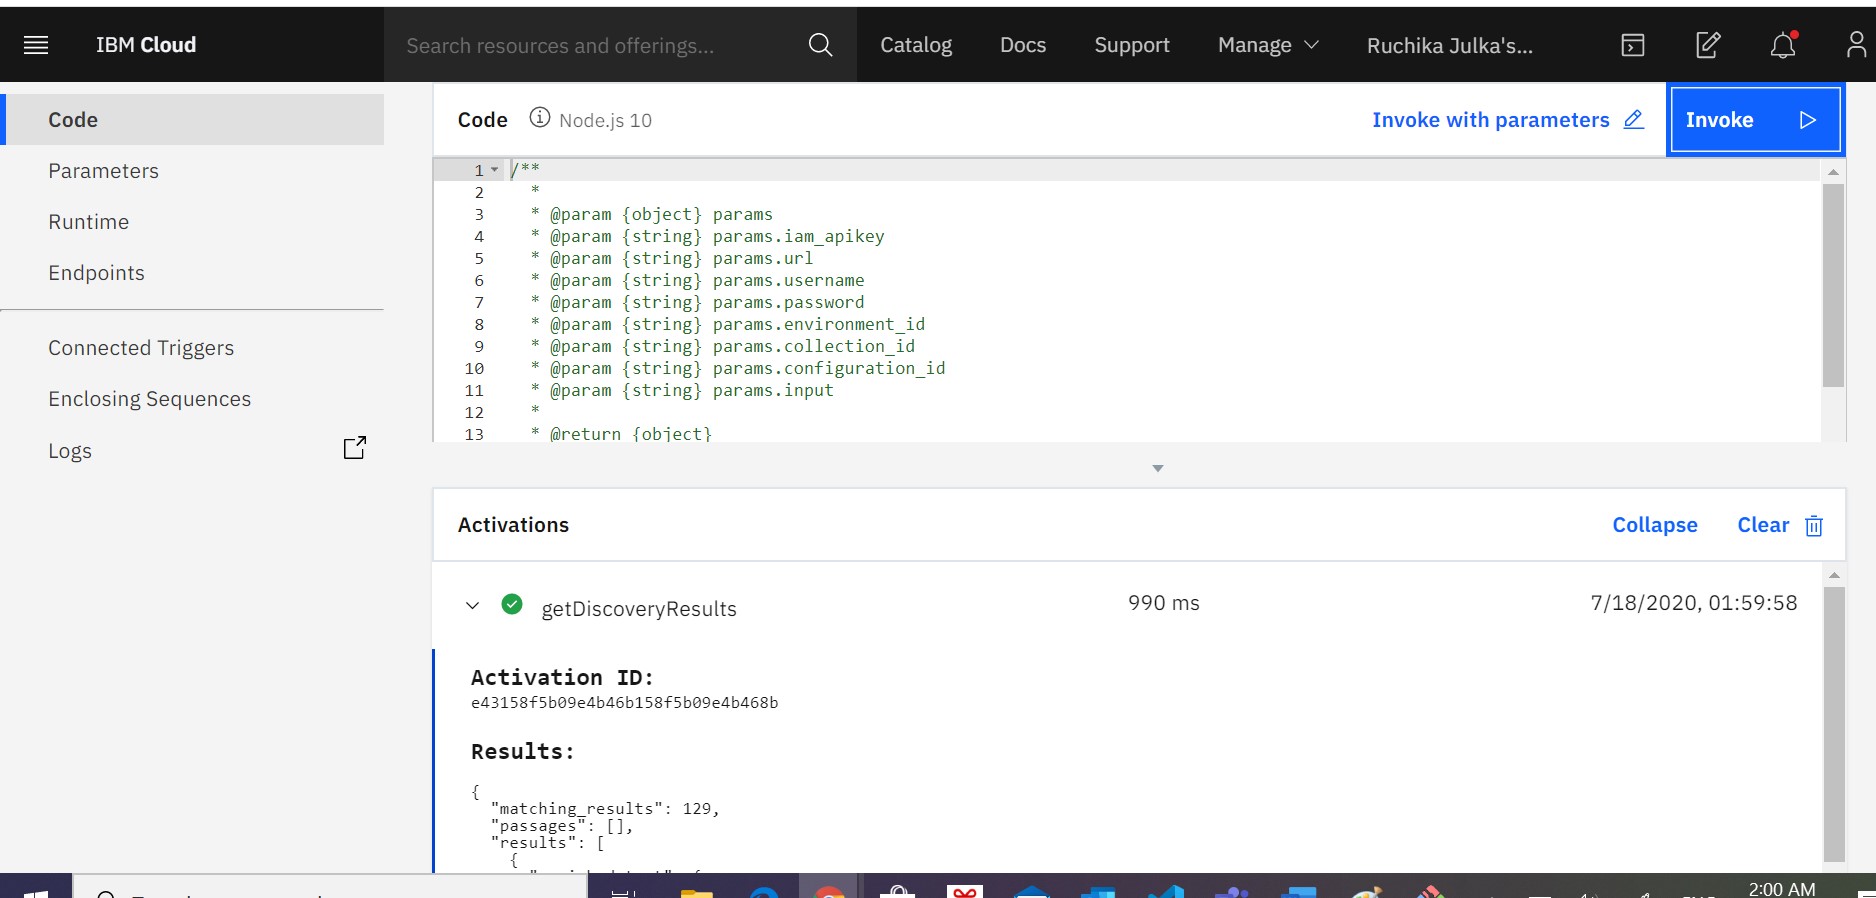 IBM Cloud
Search resources and offerings...
Catalog
Docs
Support
Manage
Ruchika Julka's...
Code
Parameters
Runtime
Endpoints
Connected Triggers
Enclosing Sequences
Logs
Code
Node.js 10
Invoke with parameters
Invoke
1 /**
2 *
3 * @param {object} params
4 * @param {string} params.iam_apikey
5 * @param {string} params.url
6 * @param {string} params.username
7 * @param {string} params.password
8 * @param {string} params.environment_id
9 * @param {string} params.collection_id
10 * @param {string} params.configuration_id
11 * @param {string} params.input
12 *
13 * @return {object}
Activations
Collapse
Clear
getDiscoveryResults
990 ms
7/18/2020, 01:59:58
Activation ID:
e43158f5b09e4b46b158f5b09e4b468b
Results:
{
"matching_results": 129,
"passages": [],
"results": [
{
2:00 AM